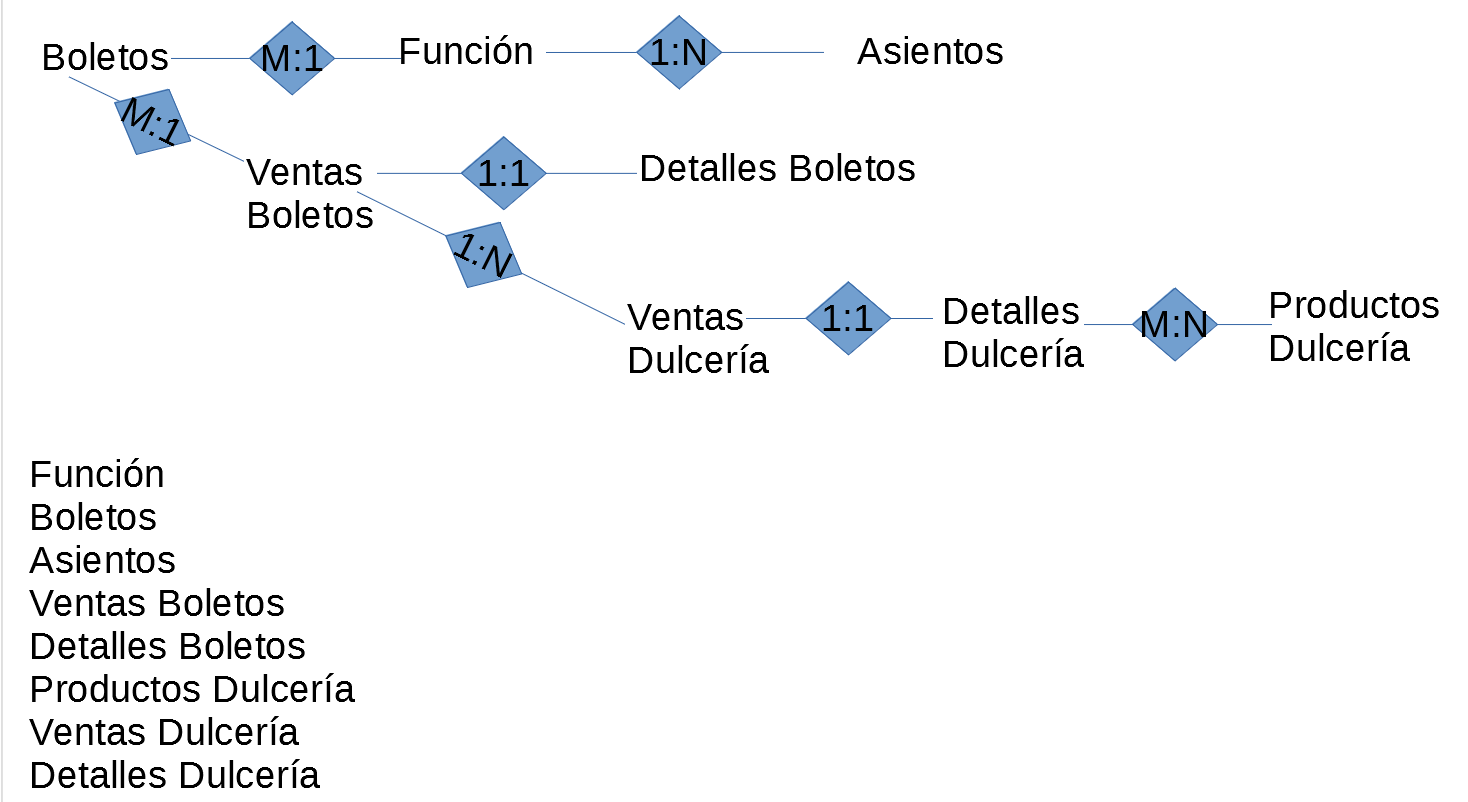 Boletos M:1 Función 1:N Asientos
M:1
Ventas 1:1 Detalles Boletos
Boletos
1:N
Ventas 1:1 Detalles M:N Productos
Dulcería Dulcería Dulcería
Función
Boletos
Asientos
Ventas Boletos
Detalles Boletos
Productos Dulcería
Ventas Dulcería
Detalles Dulcería